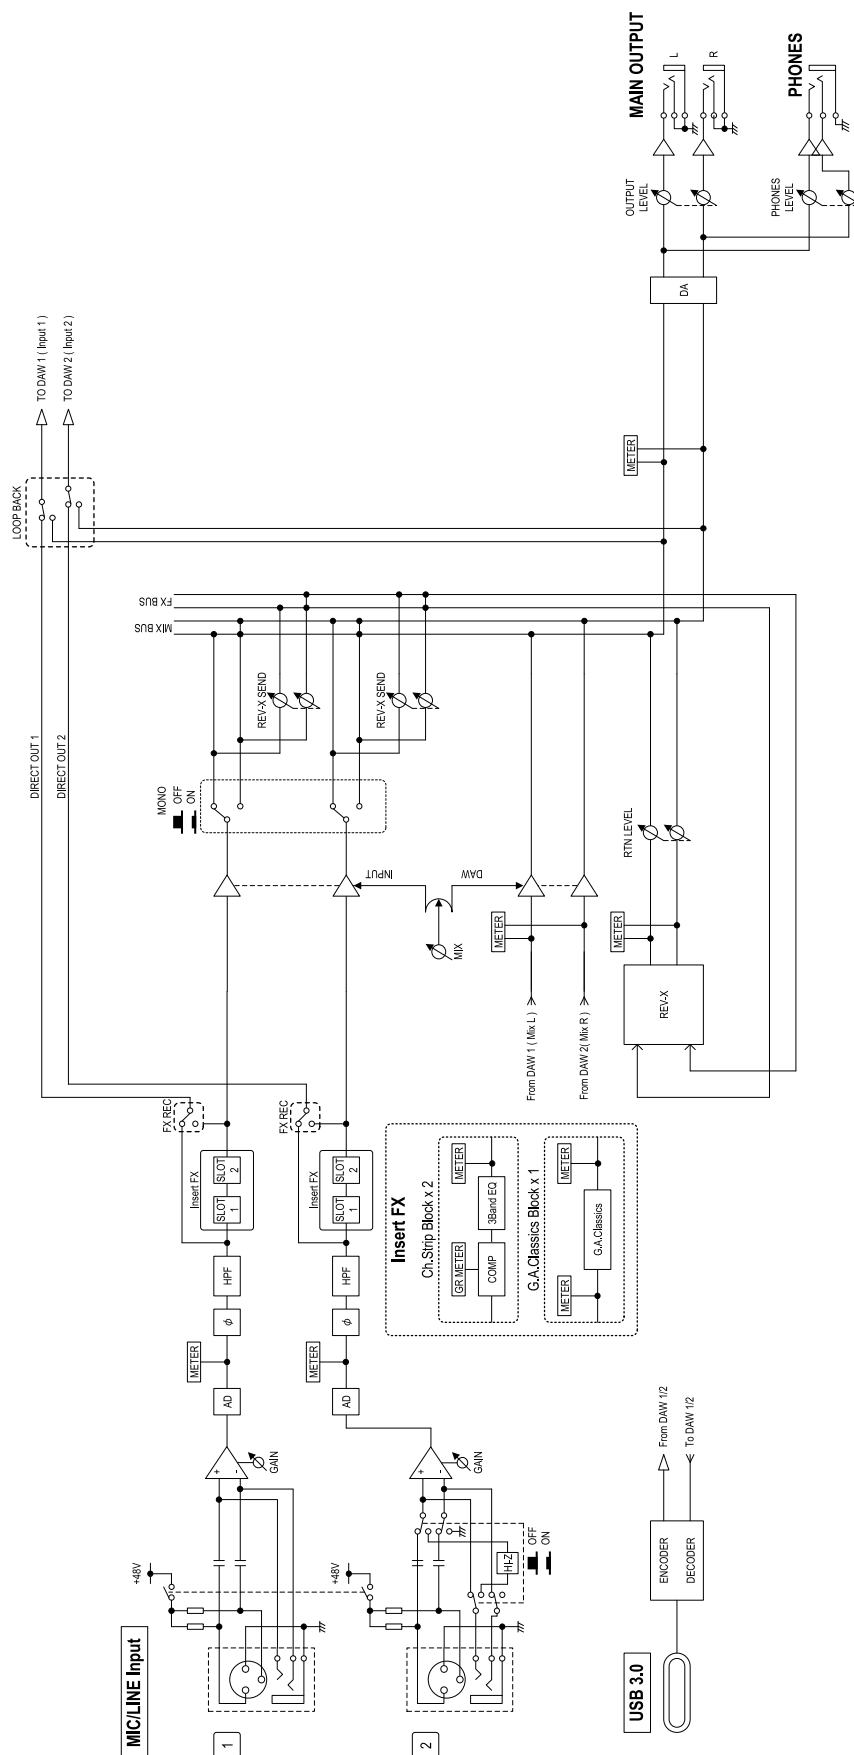 MIC/LINE Input
1
+48V
GAIN
AD
METER
ϕ
HPF
Insert FX
SLOT 1
SLOT 2
FX REC
DIRECT OUT 1
DIRECT OUT 2
LOOP BACK
TO DAW 1 ( Input 1 )
TO DAW 2 ( Input 2 )
MONO
OFF
ON
MIX BUS
FX BUS
REV-X SEND
2
+48V
HI-Z
OFF
ON
GAIN
AD
METER
ϕ
HPF
Insert FX
SLOT 1
SLOT 2
FX REC
INPUT
DAW
MIX
REV-X SEND
From DAW 1 ( Mix L )
From DAW 2( Mix R )
METER
REV-X
METER
RTN LEVEL
METER
DA
OUTPUT LEVEL
MAIN OUTPUT
L
R
PHONES LEVEL
PHONES
Insert FX
Ch.Strip Block x 2
GR METER
COMP
3Band EQ
METER
G.A.Classics Block x 1
METER
G.A.Classics
METER
USB 3.0
ENCODER
DECODER
From DAW 1/2
To DAW 1/2